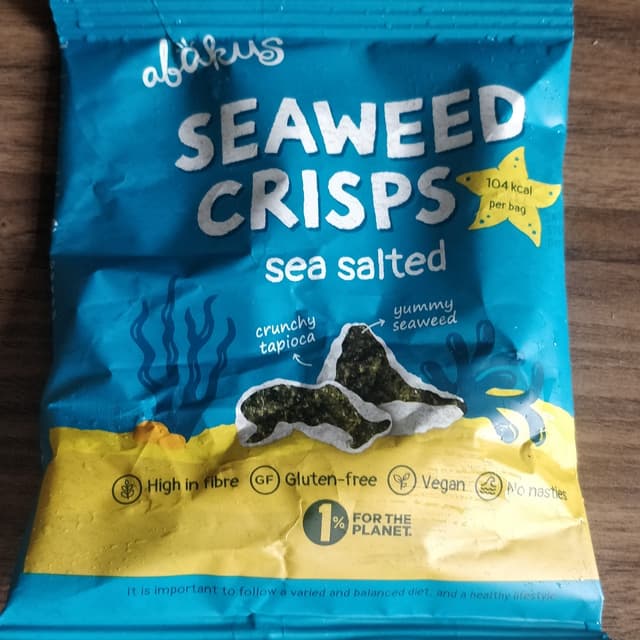 abakus
SEAWEED
CRISPS
104 kcal
per bag
sea salted
crunchy
tapioca
yummy
seaweed
High in fibre
GF
Gluten-free
Vegan
No nasties
1%
FOR THE
PLANET.
It is important to follow a varied and balanced diet, and a healthy lifestyle